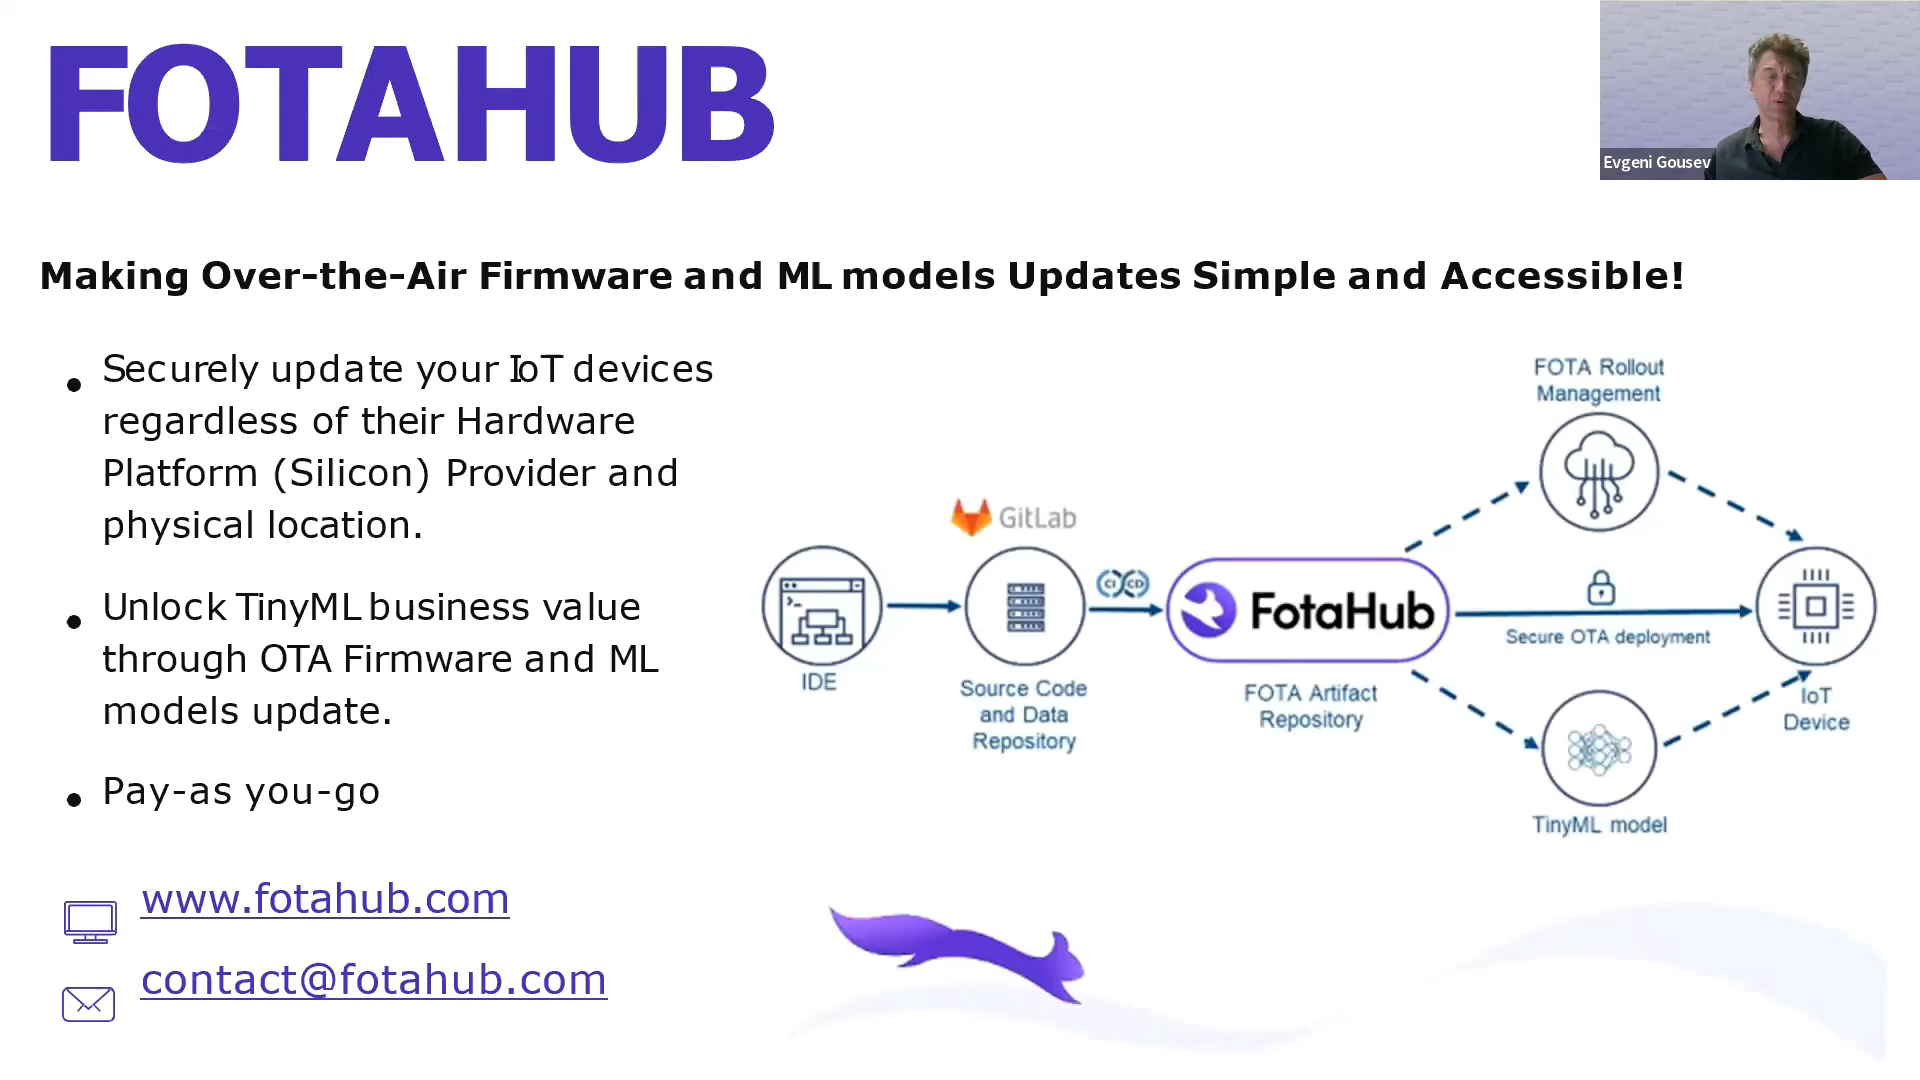 FOTAHUB
Evgeni Gousev
Making Over-the-Air Firmware and ML models Updates Simple and Accessible!
• Securely update your IoT devices
regardless of their Hardware
Platform (Silicon) Provider and
physical location.
• Unlock TinyML business value
through OTA Firmware and ML
models update.
• Pay-as you-go
www.fotahub.com
contact@fotahub.com
FOTA Rollout
Management
GitLab
CI CD
FotaHub
Secure OTA deployment
IDE
Source Code
and Data
Repository
FOTA Artifact
Repository
IoT
Device
TinyML model